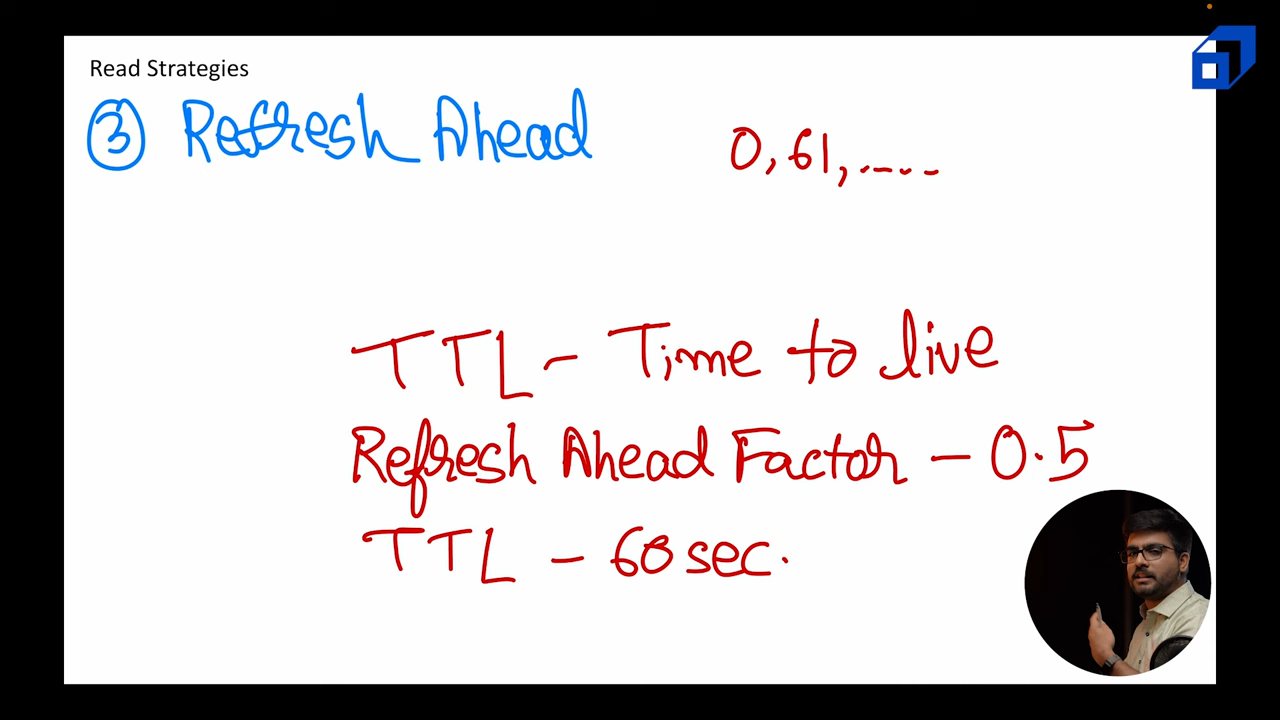 Read Strategies
③ Refresh Ahead
0, 61, .....
TTL - Time to live
Refresh Ahead Factor - 0.5
TTL - 60 sec.